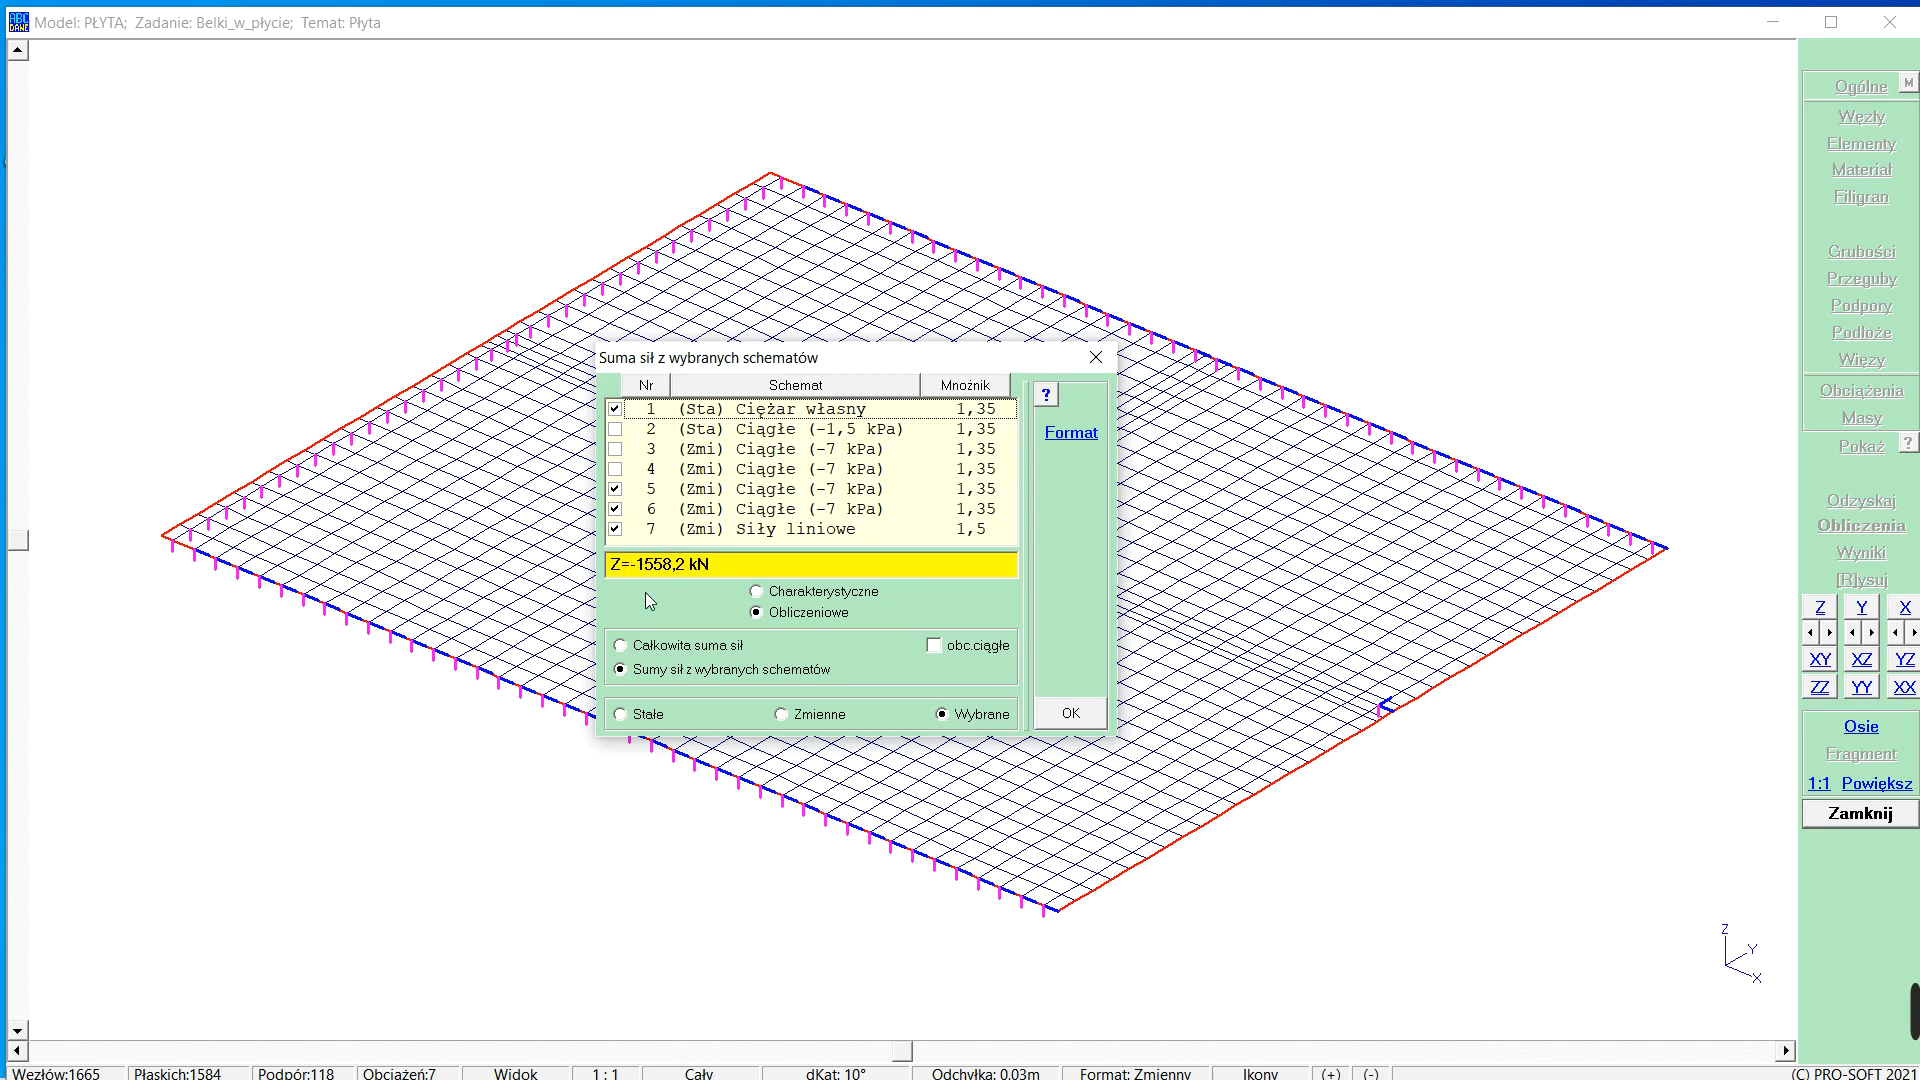 ABC DANE Model: PŁYTA; Zadanie: Belki_w_płycie; Temat: Płyta
Ogólne M
Węzły
Elementy
Materiał
Filigran
Grubości
Przeguby
Podpory
Podłoże
Więzy
Obciążenia
Masy
Pokaż ?
Odzyskaj
Obliczenia
Wyniki
[R]ysuj
Z Y X
XY XZ YZ
ZZ YY XX
Osie
Fragment
1:1 Powiększ
Zamknij
Suma sił z wybranych schematów
Nr Schemat Mnożnik
1 (Sta) Ciężar własny 1,35
2 (Sta) Ciągłe (-1,5 kPa) 1,35
3 (Zmi) Ciągłe (-7 kPa) 1,35
4 (Zmi) Ciągłe (-7 kPa) 1,35
5 (Zmi) Ciągłe (-7 kPa) 1,35
6 (Zmi) Ciągłe (-7 kPa) 1,35
7 (Zmi) Siły liniowe 1,5
?
Format
Z=-1558,2 kN
Charakterystyczne
Obliczeniowe
Całkowita suma sił obc.ciągłe
Sumy sił z wybranych schematów
Stałe Zmienne Wybrane
OK
Z
Y
X
Węzłów:1665 Płaskich:1584 Podpór:118 Obciążeń:7 Widok 1 : 1 Cały dKąt: 10° Odchyłka: 0.03m Format: Zmienny Ikony (+) (-) (C) PRO-SOFT 2021